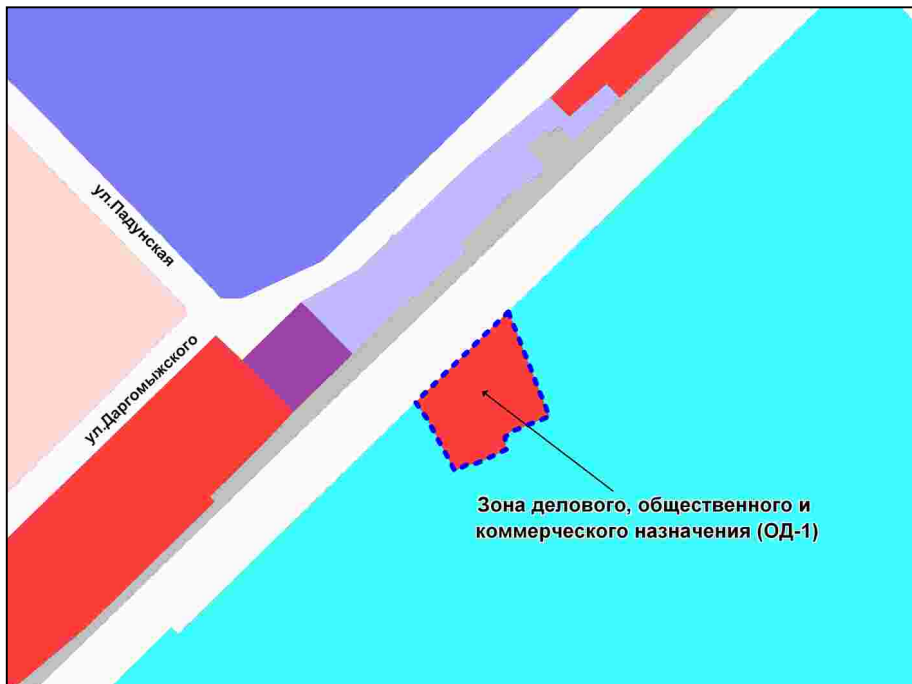 ул.Падунская
ул.Даргомыжского
Зона делового, общественного и
коммерческого назначения (ОД-1)